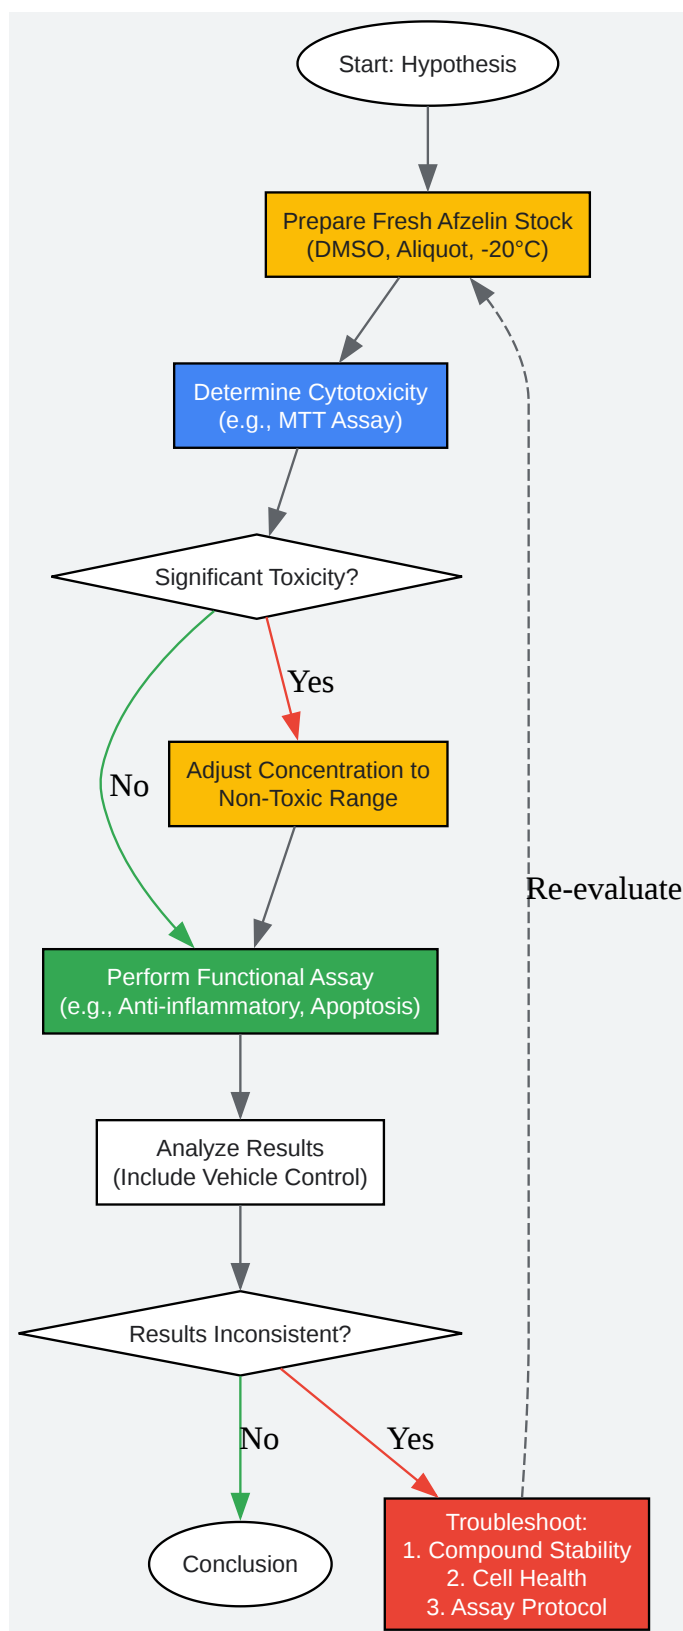 Start: Hypothesis
Prepare Fresh Afzelin Stock
(DMSO, Aliquot, -20°C)
Determine Cytotoxicity
(e.g., MTT Assay)
Significant Toxicity?
Yes
Adjust Concentration to
Non-Toxic Range
No
Re-evaluate
Perform Functional Assay
(e.g., Anti-inflammatory, Apoptosis)
Analyze Results
(Include Vehicle Control)
Results Inconsistent?
No
Yes
Conclusion
Troubleshoot:
1. Compound Stability
2. Cell Health
3. Assay Protocol